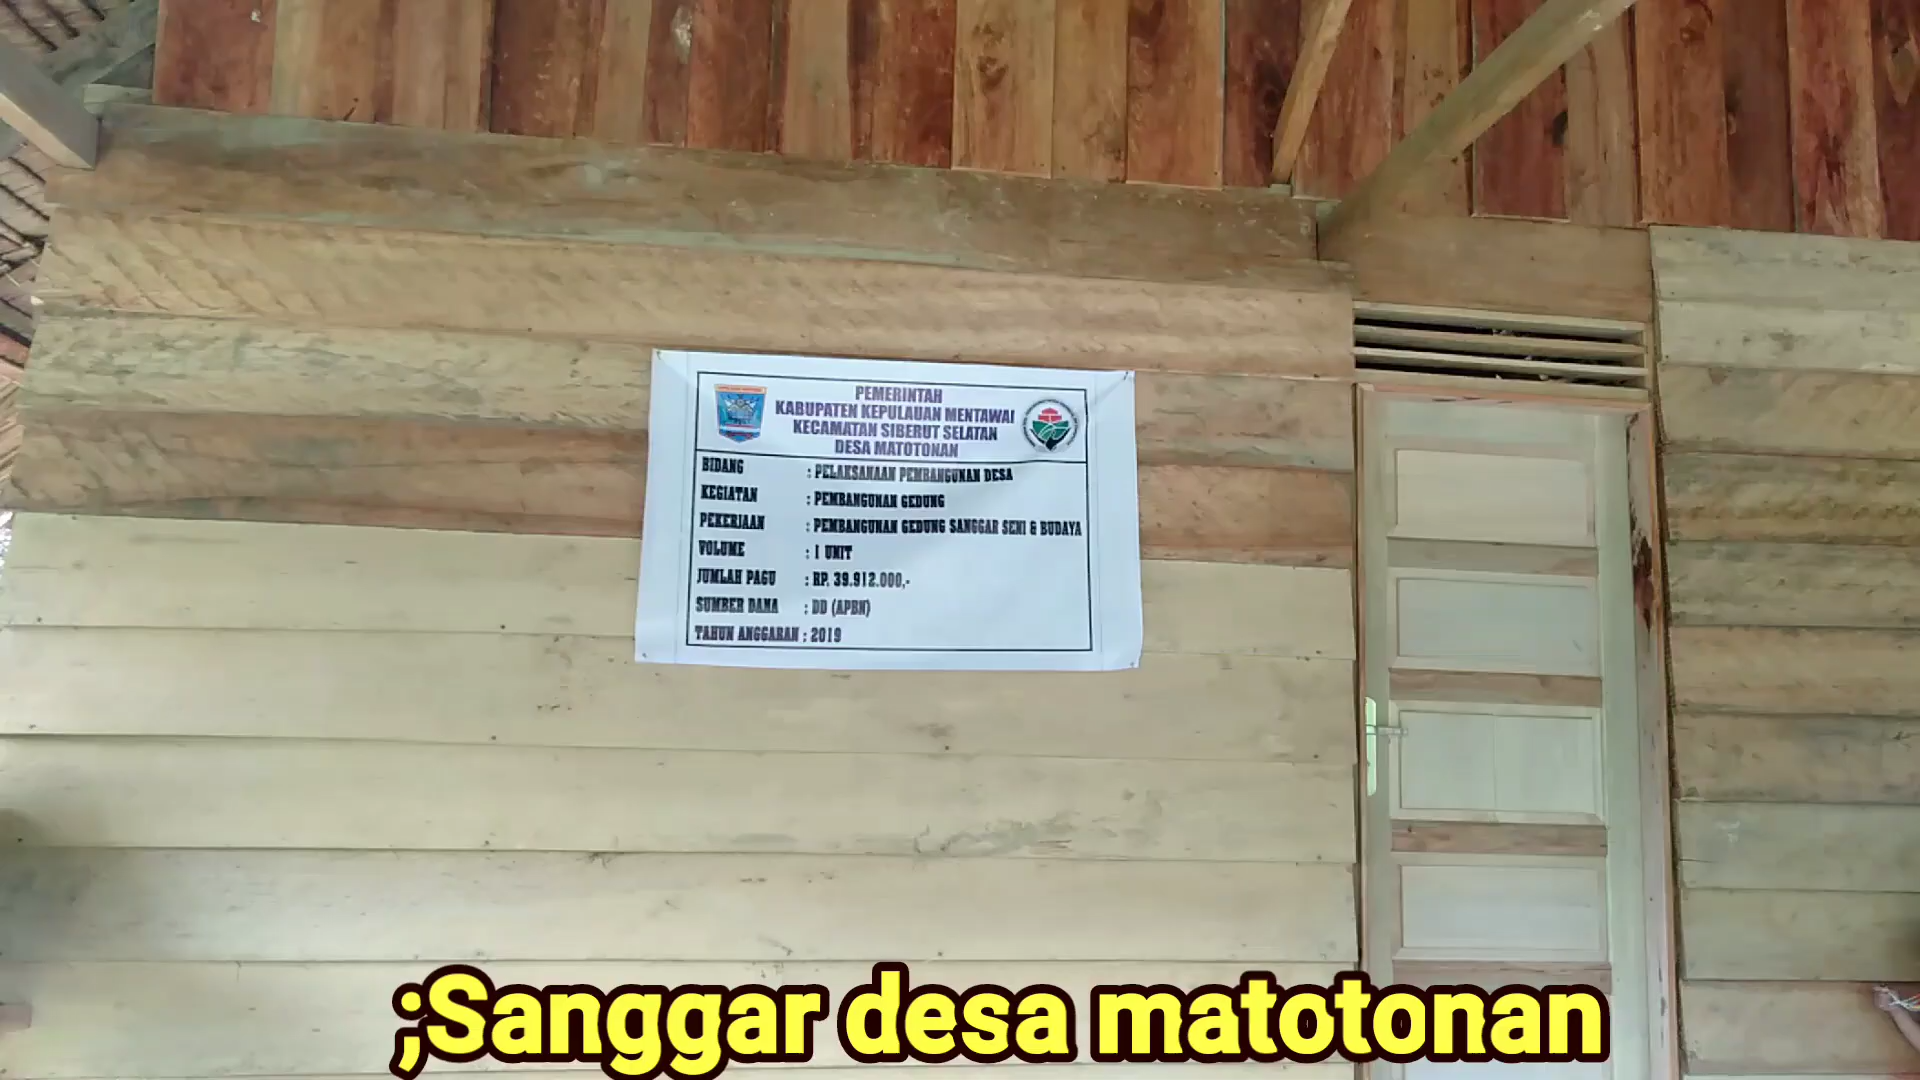 PEMERINTAH
KABUPATEN KEPULAUAN MENTAWAI
KECAMATAN SIBERUT SELATAN
DESA MATOTONAN
BIDANG : PELAKSANAAN PEMBANGUNAN DESA
KEGIATAN : PEMBANGUNAN GEDUNG
PEKERJAAN : PEMBANGUNAN GEDUNG SANGGAR SENI & BUDAYA
VOLUME : 1 UNIT
JUMLAH PAGU : RP. 39.912.000,-
SUMBER DANA : DD (APBN)
TAHUN ANGGARAN : 2019
;Sanggar desa matotonan